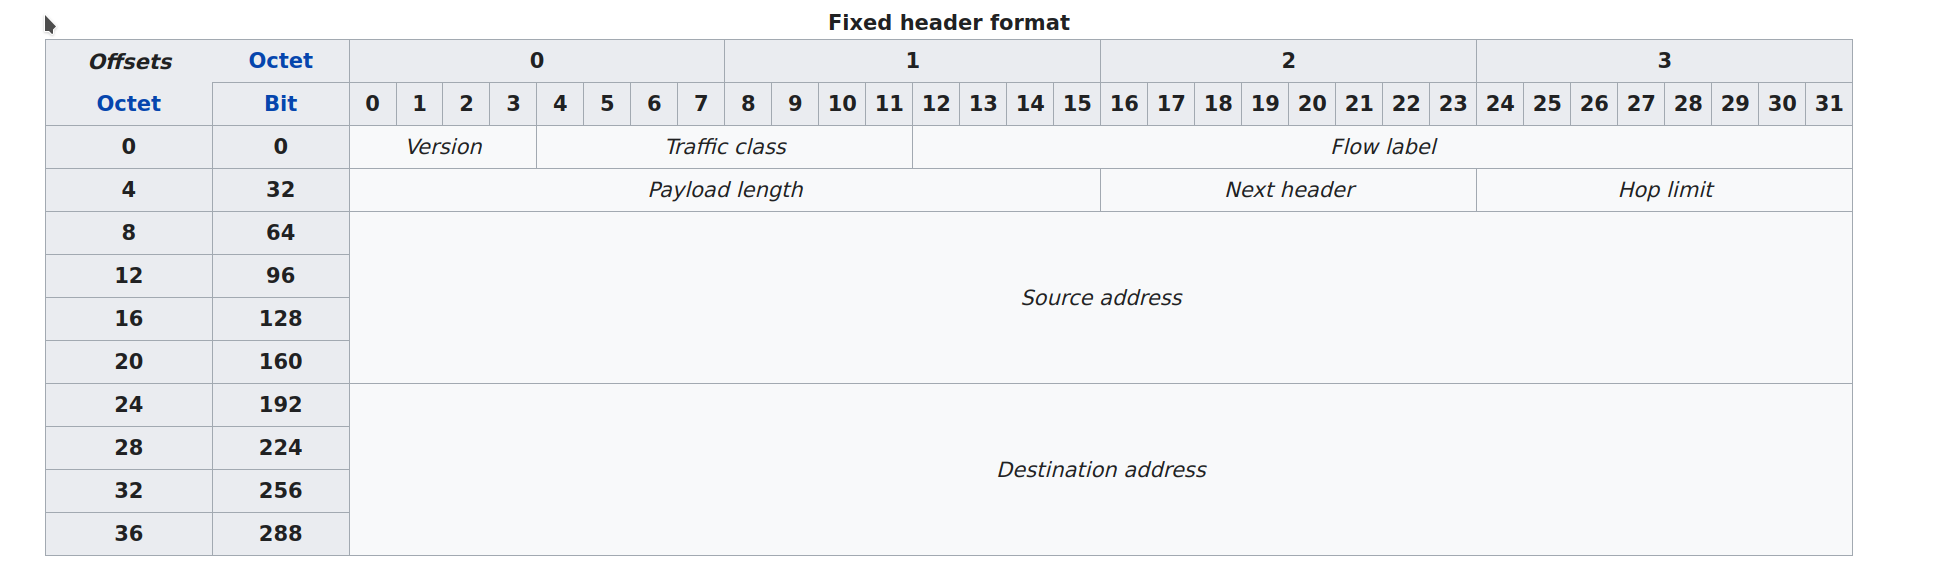 Fixed header format
Offsets Octet 0 1 2 3
Octet Bit 0 1 2 3 4 5 6 7 8 9 10 11 12 13 14 15 16 17 18 19 20 21 22 23 24 25 26 27 28 29 30 31
0 0 Version Traffic class Flow label
4 32 Payload length Next header Hop limit
8 64
12 96
Source address
16 128
20 160
24 192
28 224
Destination address
32 256
36 288